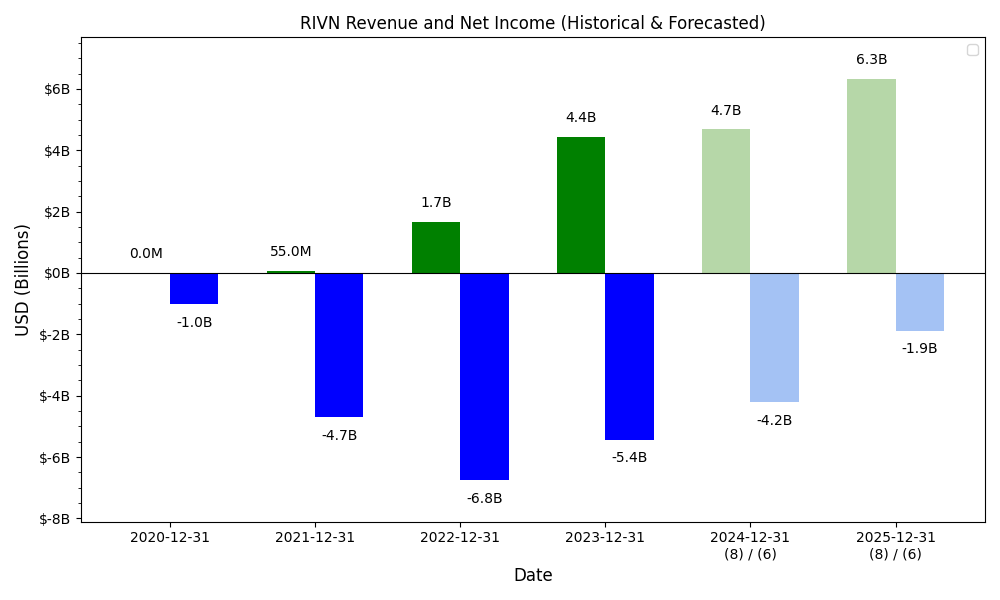 RIVN Revenue and Net Income (Historical & Forecasted)
USD (Billions)
$6B
$4B
$2B
$0B
$-2B
$-4B
$-6B
$-8B
0.0M
-1.0B
55.0M
-4.7B
1.7B
-6.8B
4.4B
-5.4B
4.7B
-4.2B
6.3B
-1.9B
2020-12-31
2021-12-31
2022-12-31
2023-12-31
2024-12-31
(8) / (6)
2025-12-31
(8) / (6)
Date